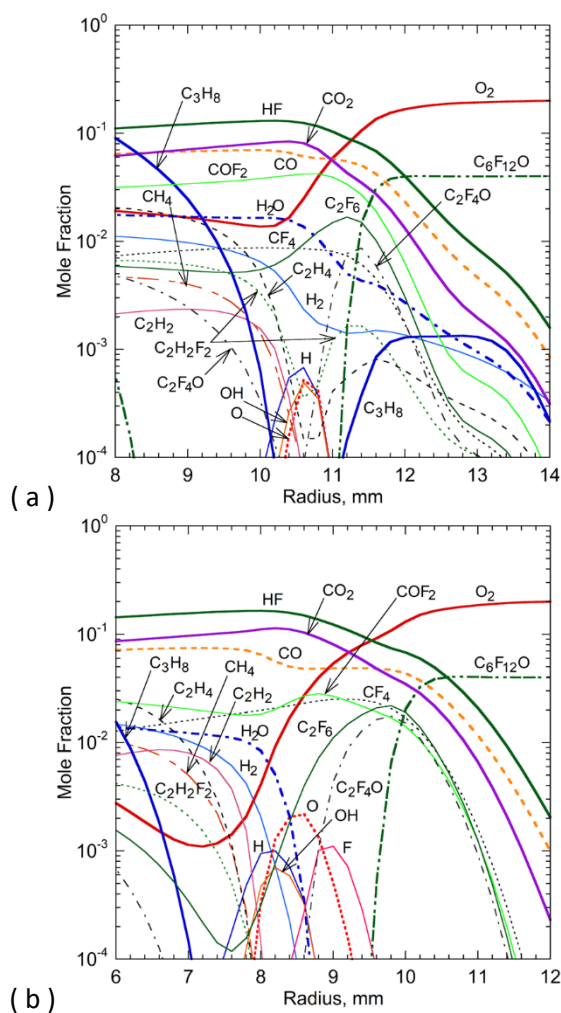 10⁰
C₃H₈
HF
CO₂
O₂
10⁻¹
COF₂
CO
C₆F₁₂O
CH₄
H₂O
C₂F₆
C₂F₄O
10⁻²
CF₄
C₂H₄
H₂
C₂H₂
C₂H₂F₂
10⁻³
C₂F₄O
H
OH
O
C₃H₈
10⁻⁴
Mole Fraction
8 9 10 11 12 13 14
Radius, mm
( a )
10⁰
HF
CO₂
COF₂
O₂
10⁻¹
CO
C₆F₁₂O
C₃H₈
CH₄
C₂H₄
C₂H₂
CF₄
H₂O
C₂F₆
10⁻²
H₂
C₂H₂F₂
C₂F₄O
O
OH
H
F
10⁻³
10⁻⁴
Mole Fraction
6 7 8 9 10 11 12
Radius, mm
( b )